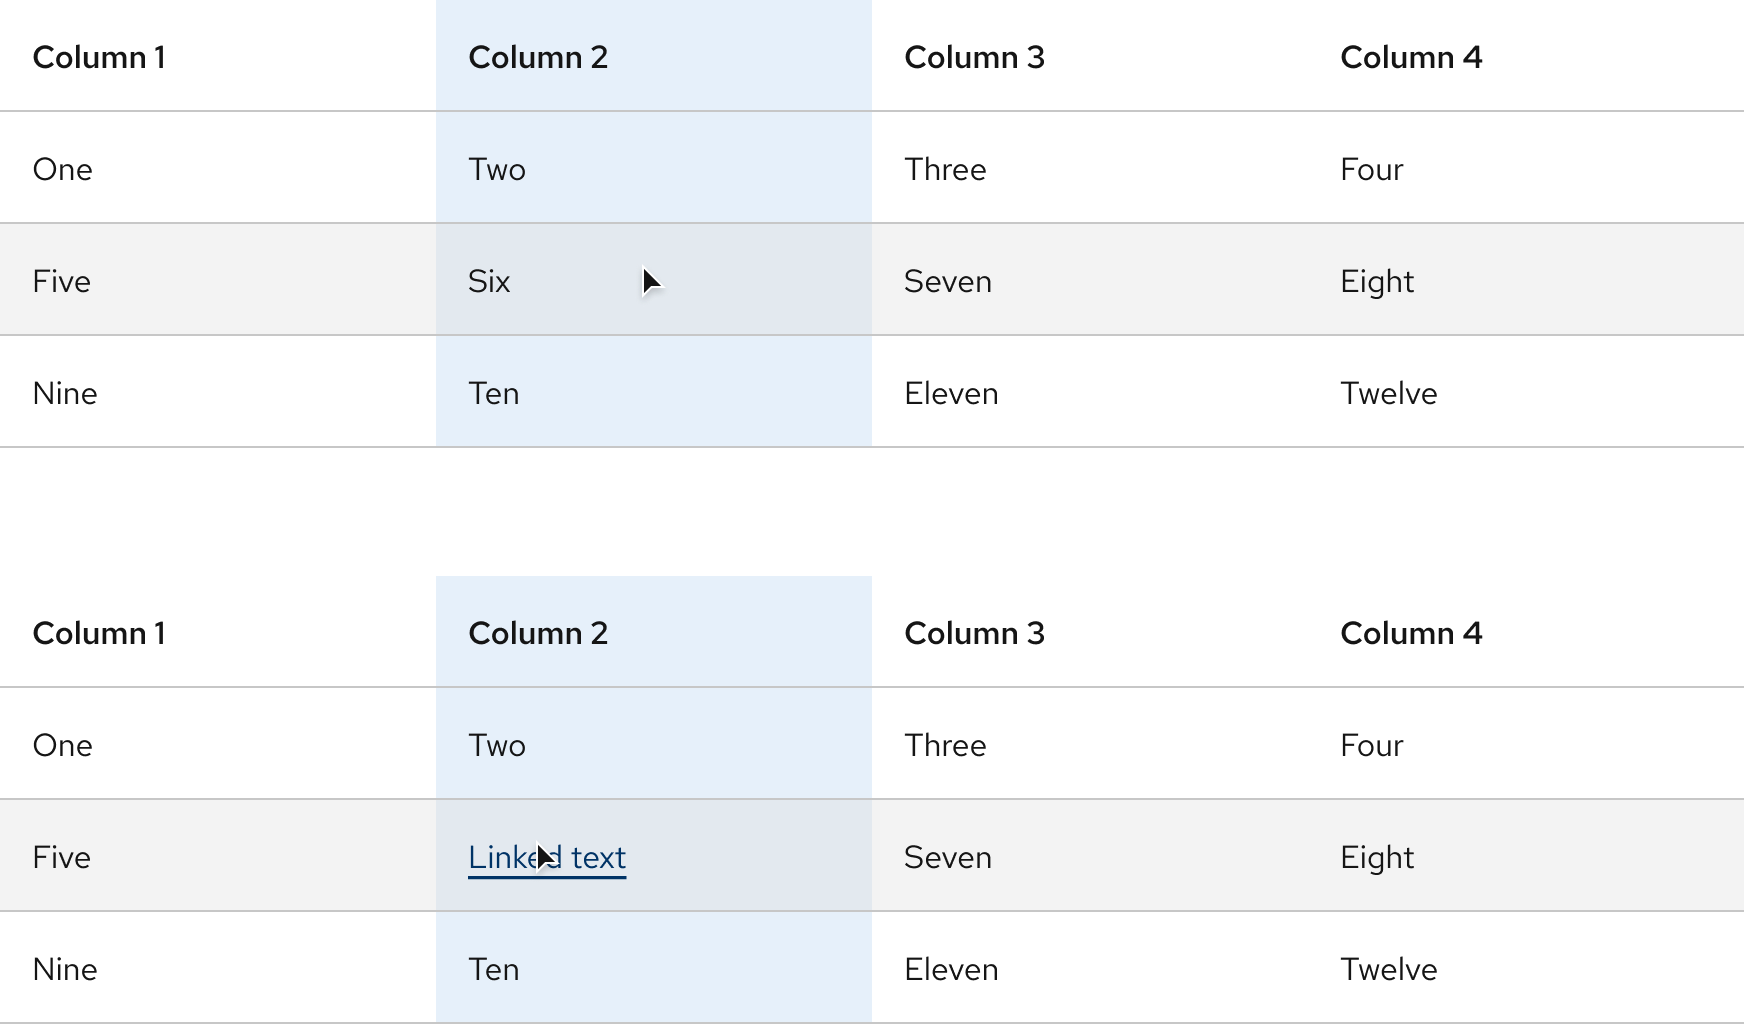 Column 1 Column 2 Column 3 Column 4
One Two Three Four
Five Six Seven Eight
Nine Ten Eleven Twelve
Column 1 Column 2 Column 3 Column 4
One Two Three Four
Five Linked text Seven Eight
Nine Ten Eleven Twelve